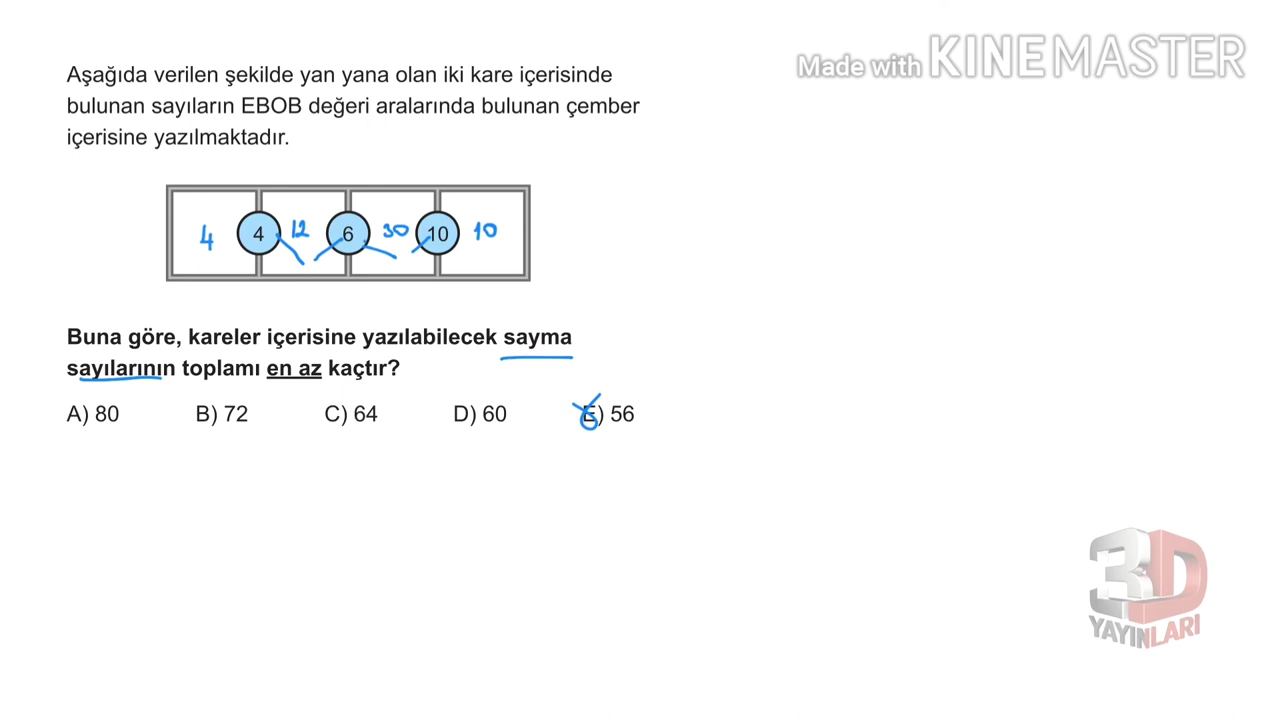 Made with KINEMASTER
Aşağıda verilen şekilde yan yana olan iki kare içerisinde
bulunan sayıların EBOB değeri aralarında bulunan çember
içerisine yazılmaktadır.
4 4 12 6 30 10 10
Buna göre, kareler içerisine yazılabilecek sayma
sayılarının toplamı en az kaçtır?
A) 80 B) 72 C) 64 D) 60 E) 56
3D
YAYINLARI